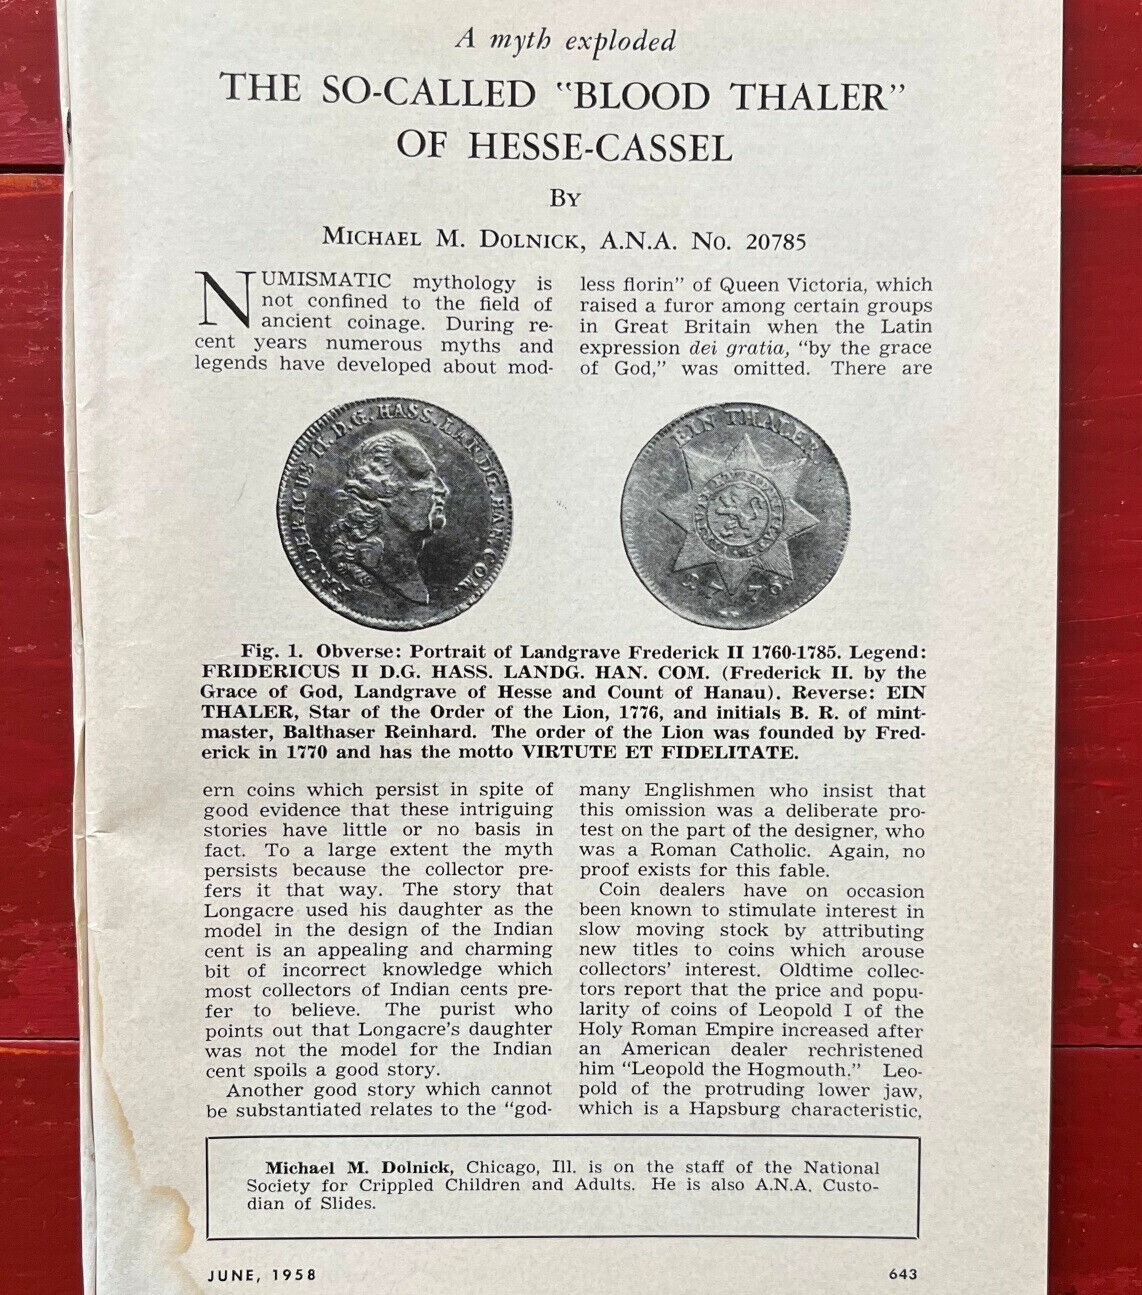 A myth exploded
THE SO-CALLED "BLOOD THALER"
OF HESSE-CASSEL
By
Michael M. Dolnick, A.N.A. No. 20785
NUMISMATIC mythology is
not confined to the field of
ancient coinage. During re-
cent years numerous myths and
legends have developed about mod-
less florin" of Queen Victoria, which
raised a furor among certain groups
in Great Britain when the Latin
expression dei gratia, "by the grace
of God," was omitted. There are
FRIDERICUS II. D.G. HASS. LANDG. HAN. COM.
EIN THALER
1776
Fig. 1. Obverse: Portrait of Landgrave Frederick II 1760-1785. Legend:
FRIDERICUS II D.G. HASS. LANDG. HAN. COM. (Frederick II. by the
Grace of God, Landgrave of Hesse and Count of Hanau). Reverse: EIN
THALER, Star of the Order of the Lion, 1776, and initials B. R. of mint-
master, Balthaser Reinhard. The order of the Lion was founded by Fred-
erick in 1770 and has the motto VIRTUTE ET FIDELITATE.
ern coins which persist in spite of
good evidence that these intriguing
stories have little or no basis in
fact. To a large extent the myth
persists because the collector pre-
fers it that way. The story that
Longacre used his daughter as the
model in the design of the Indian
cent is an appealing and charming
bit of incorrect knowledge which
most collectors of Indian cents pre-
fer to believe. The purist who
points out that Longacre's daughter
was not the model for the Indian
cent spoils a good story.
Another good story which cannot
be substantiated relates to the "god-
many Englishmen who insist that
this omission was a deliberate pro-
test on the part of the designer, who
was a Roman Catholic. Again, no
proof exists for this fable.
Coin dealers have on occasion
been known to stimulate interest in
slow moving stock by attributing
new titles to coins which arouse
collectors' interest. Oldtime collec-
tors report that the price and popu-
larity of coins of Leopold I of the
Holy Roman Empire increased after
an American dealer rechristened
him "Leopold the Hogmouth." Leo-
pold of the protruding lower jaw,
which is a Hapsburg characteristic,
Michael M. Dolnick, Chicago, Ill. is on the staff of the National
Society for Crippled Children and Adults. He is also A.N.A. Custo-
dian of Slides.
JUNE, 1958
643